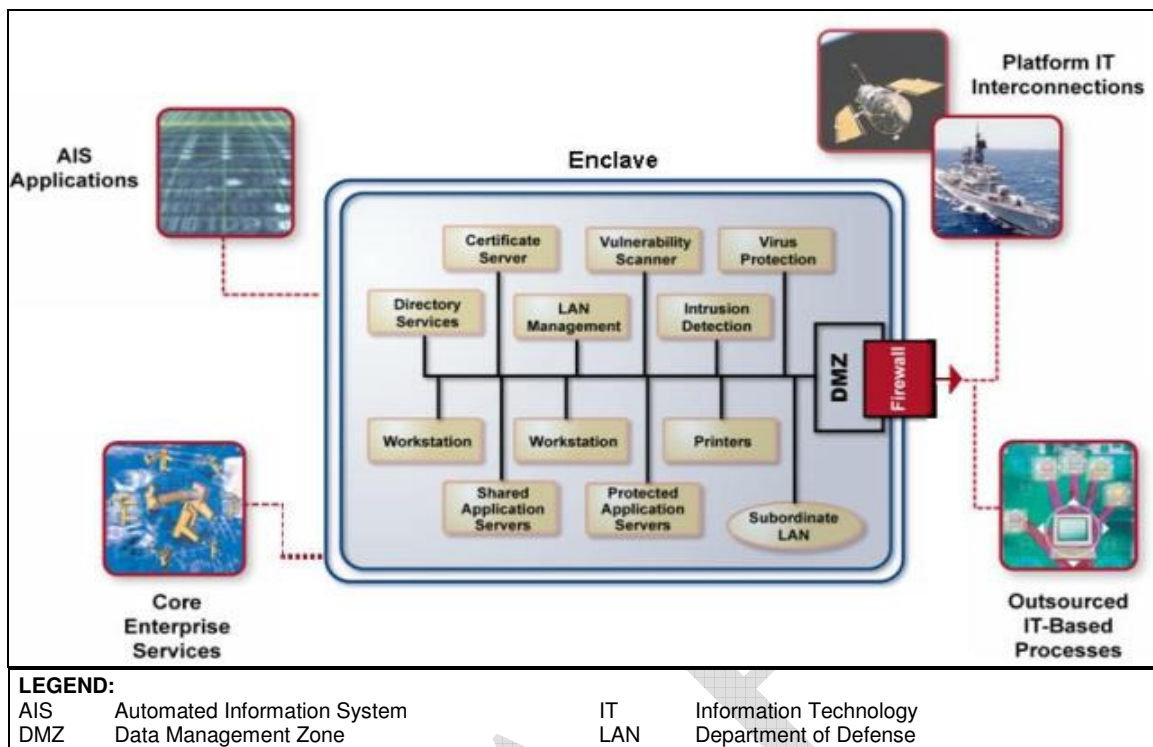 Platform IT
Interconnections
AIS
Applications
Enclave
Certificate
Server
Vulnerability
Scanner
Virus
Protection
Directory
Services
LAN
Management
Intrusion
Detection
DMZ
Firewall
Workstation
Workstation
Printers
Shared
Application
Servers
Protected
Application
Servers
Subordinate
LAN
Core
Enterprise
Services
Outsourced
IT-Based
Processes
LEGEND:
AIS Automated Information System IT Information Technology
DMZ Data Management Zone LAN Department of Defense